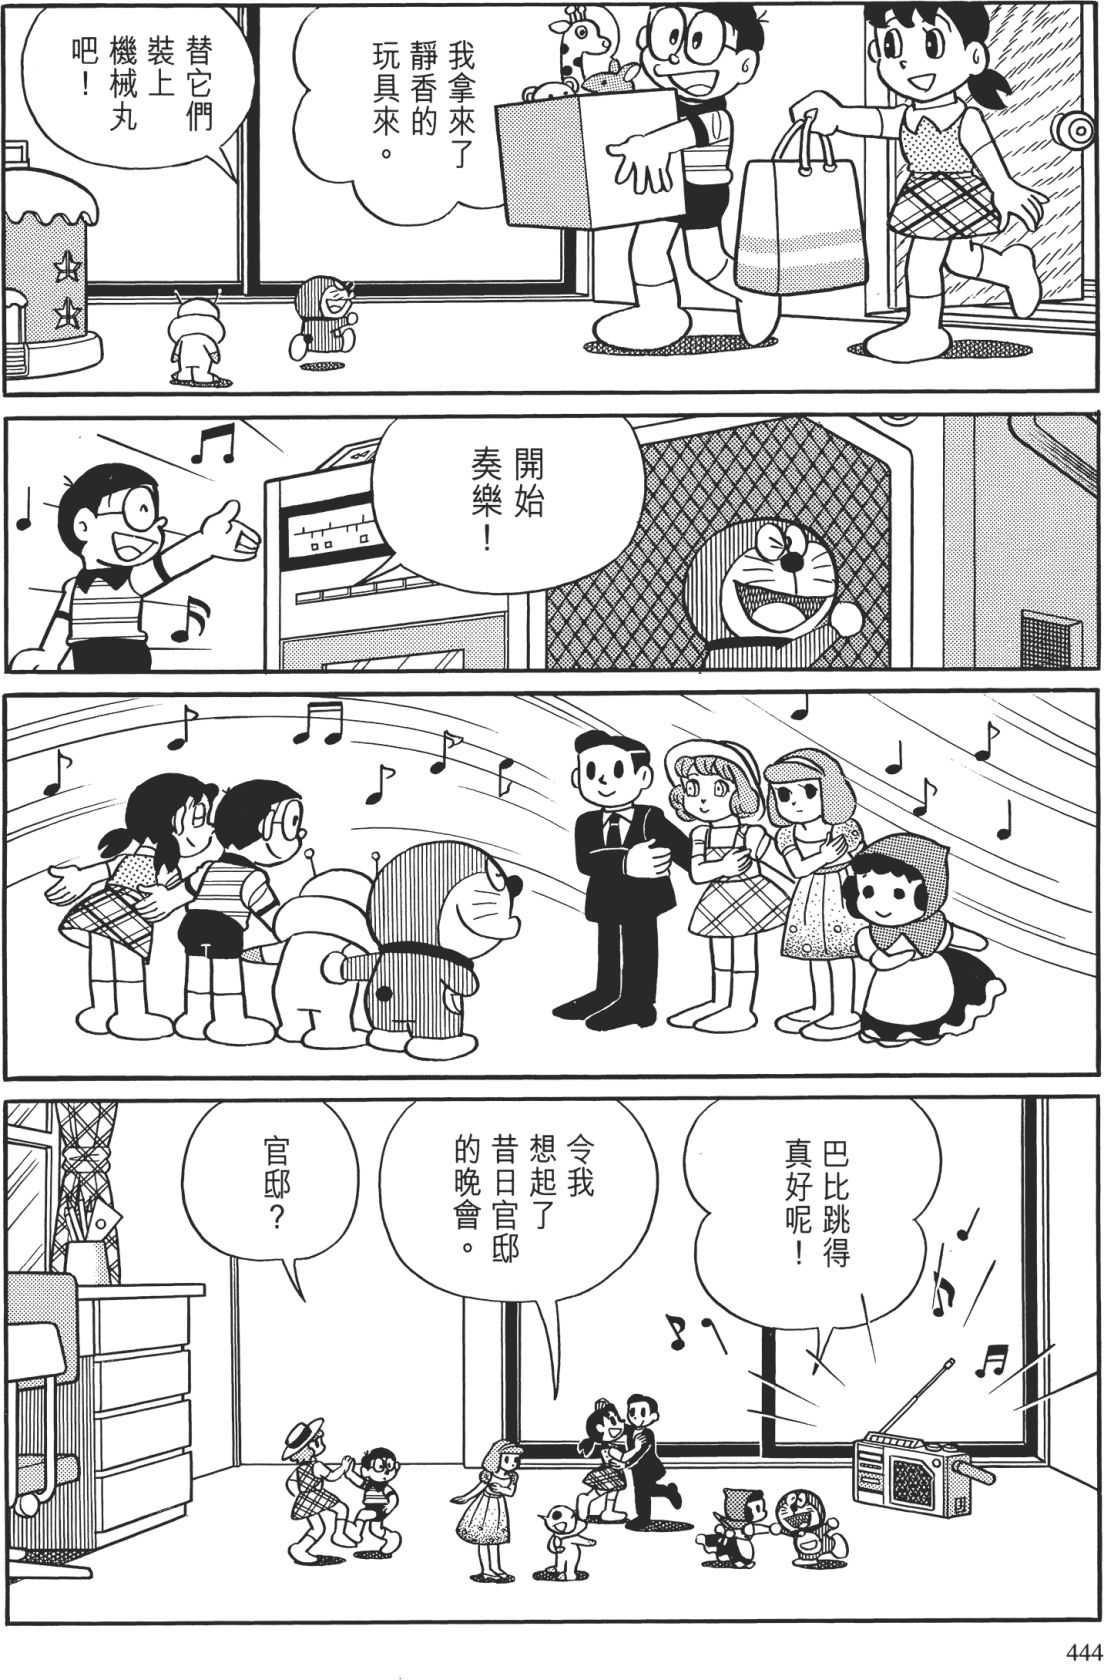 我拿來了
靜香的
玩具來。
替它們
裝上
機械丸
吧！
開始
奏樂！
巴比跳得
真好呢！
令我
想起了
昔日官邸
的晚會。
官邸？
444